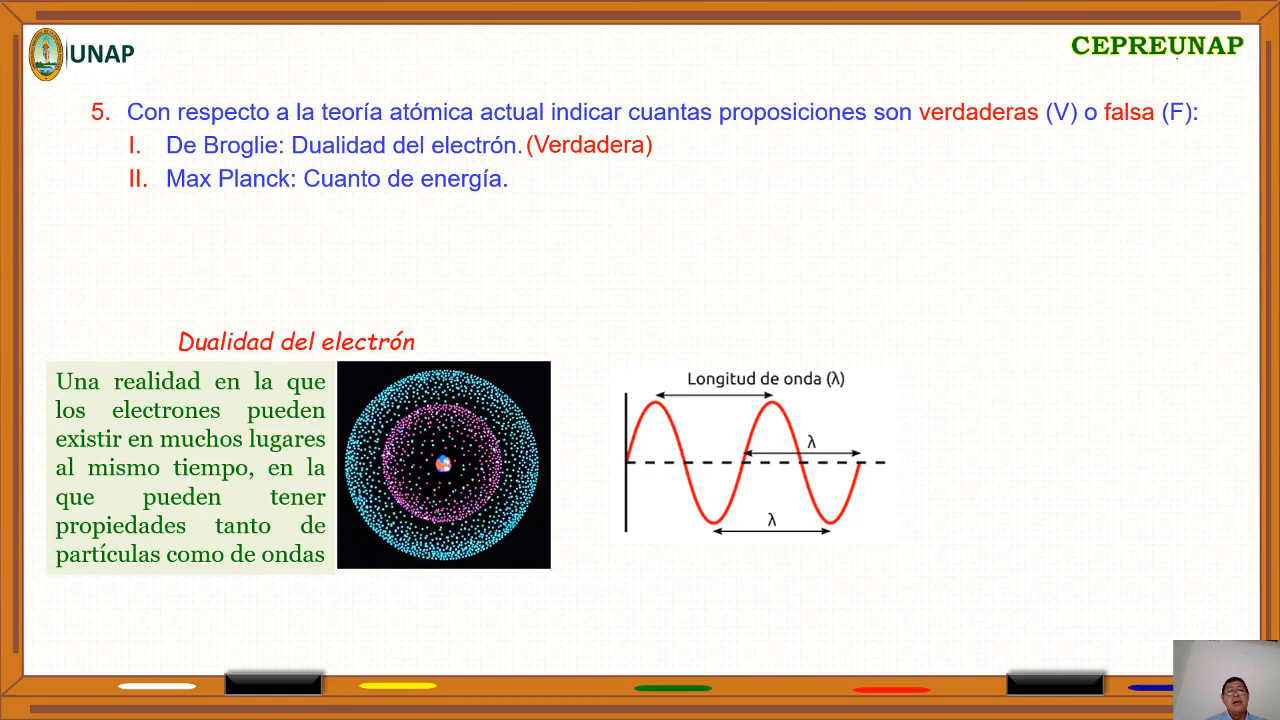 UNAP
CEPREUNAP
5. Con respecto a la teoría atómica actual indicar cuantas proposiciones son verdaderas (V) o falsa (F):
I. De Broglie: Dualidad del electrón. (Verdadera)
II. Max Planck: Cuanto de energía.
Dualidad del electrón
Una realidad en la que
los electrones pueden
existir en muchos lugares
al mismo tiempo, en la
que pueden tener
propiedades tanto de
partículas como de ondas
Longitud de onda (λ)
λ
λ